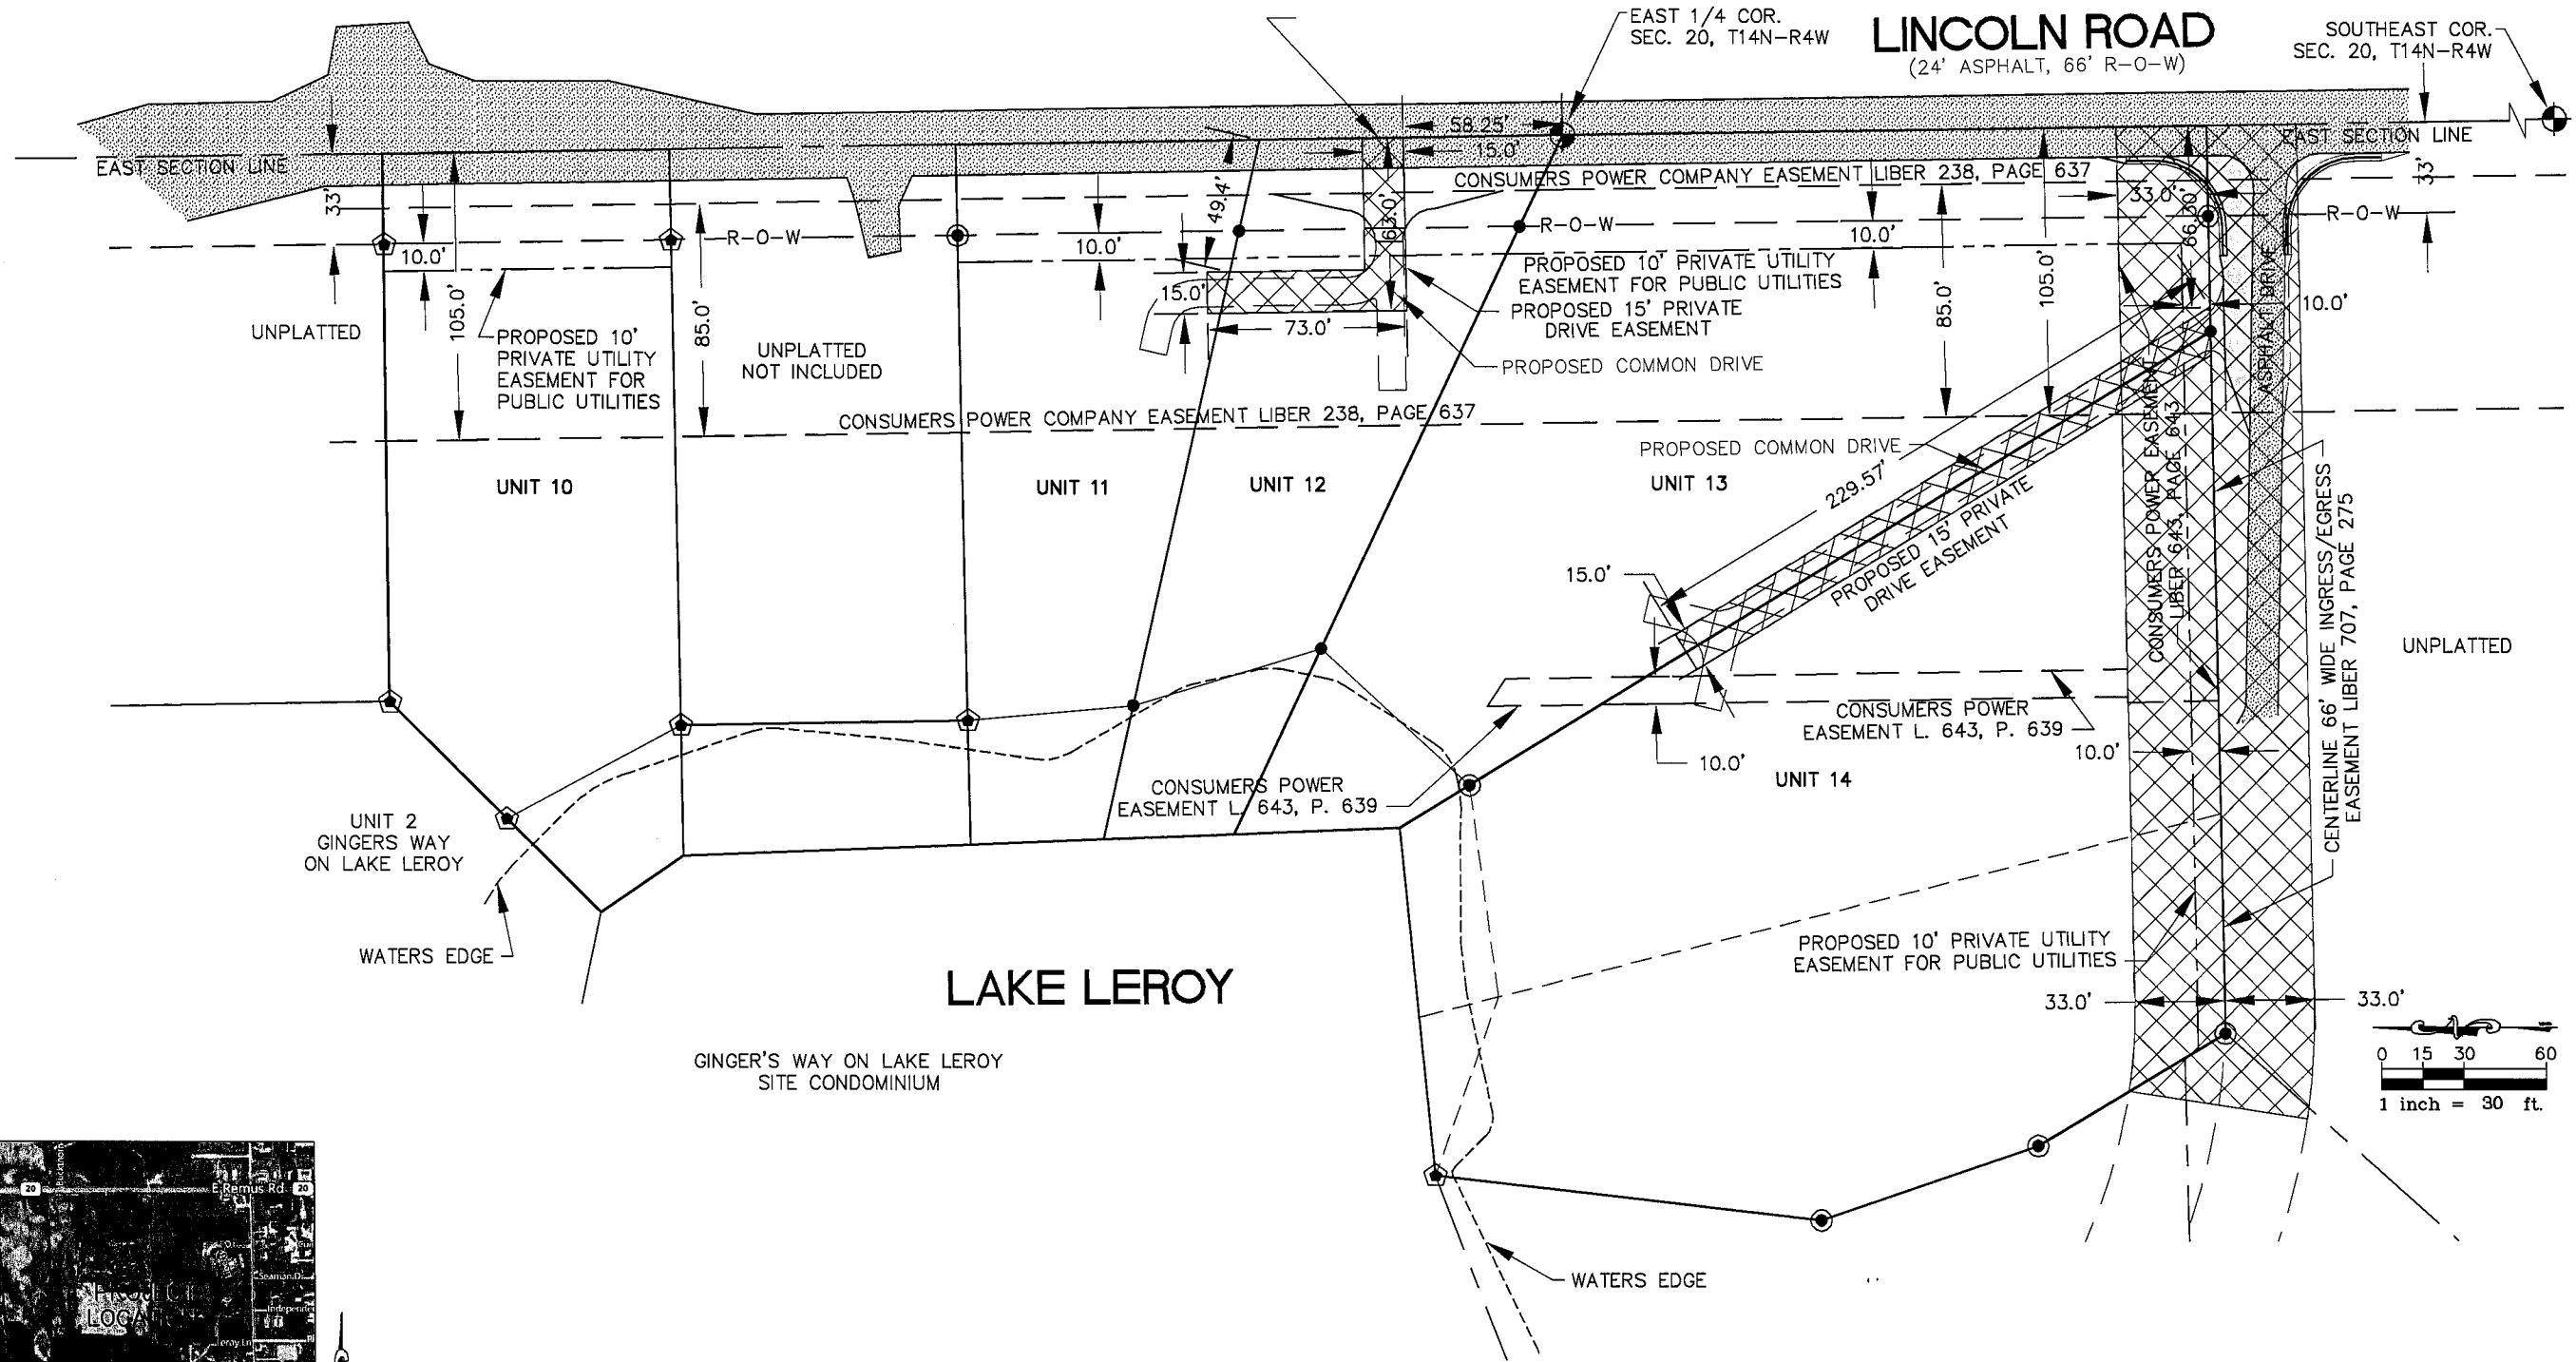 EAST 1/4 COR.
SEC. 20, T14N-R4W
LINCOLN ROAD
(24' ASPHALT, 66' R-O-W)
SOUTHEAST COR.
SEC. 20, T14N-R4W
58.25'
15.0'
EAST SECTION LINE
EAST SECTION LINE
33'
33'
CONSUMERS POWER COMPANY EASEMENT LIBER 238, PAGE 637
49.4'
63.0'
33.0'
66.30'
R-O-W
R-O-W
R-O-W
10.0'
10.0'
10.0'
PROPOSED 10' PRIVATE UTILITY
EASEMENT FOR PUBLIC UTILITIES
PROPOSED 15' PRIVATE
DRIVE EASEMENT
PROPOSED COMMON DRIVE
15.0'
73.0'
10.0'
105.0'
85.0'
85.0'
105.0'
ASPHALT DRIVE
UNPLATTED
PROPOSED 10'
PRIVATE UTILITY
EASEMENT FOR
PUBLIC UTILITIES
UNPLATTED
NOT INCLUDED
CONSUMERS POWER COMPANY EASEMENT LIBER 238, PAGE 637
PROPOSED COMMON DRIVE
UNIT 10
UNIT 11
UNIT 12
UNIT 13
229.57'
PROPOSED 15' PRIVATE
DRIVE EASEMENT
15.0'
CONSUMERS POWER EASEMENT
LIBER 643, PAGE 643
CENTERLINE 66' WIDE INGRESS/EGRESS
EASEMENT LIBER 707, PAGE 275
UNPLATTED
CONSUMERS POWER
EASEMENT L. 643, P. 639
10.0'
10.0'
UNIT 14
CONSUMERS POWER
EASEMENT L. 643, P. 639
UNIT 2
GINGERS WAY
ON LAKE LEROY
WATERS EDGE
LAKE LEROY
PROPOSED 10' PRIVATE UTILITY
EASEMENT FOR PUBLIC UTILITIES
33.0'
33.0'
GINGER'S WAY ON LAKE LEROY
SITE CONDOMINIUM
0 15 30 60
1 inch = 30 ft.
WATERS EDGE
20
E Remus Rd
20
PROJECT
LOCATION